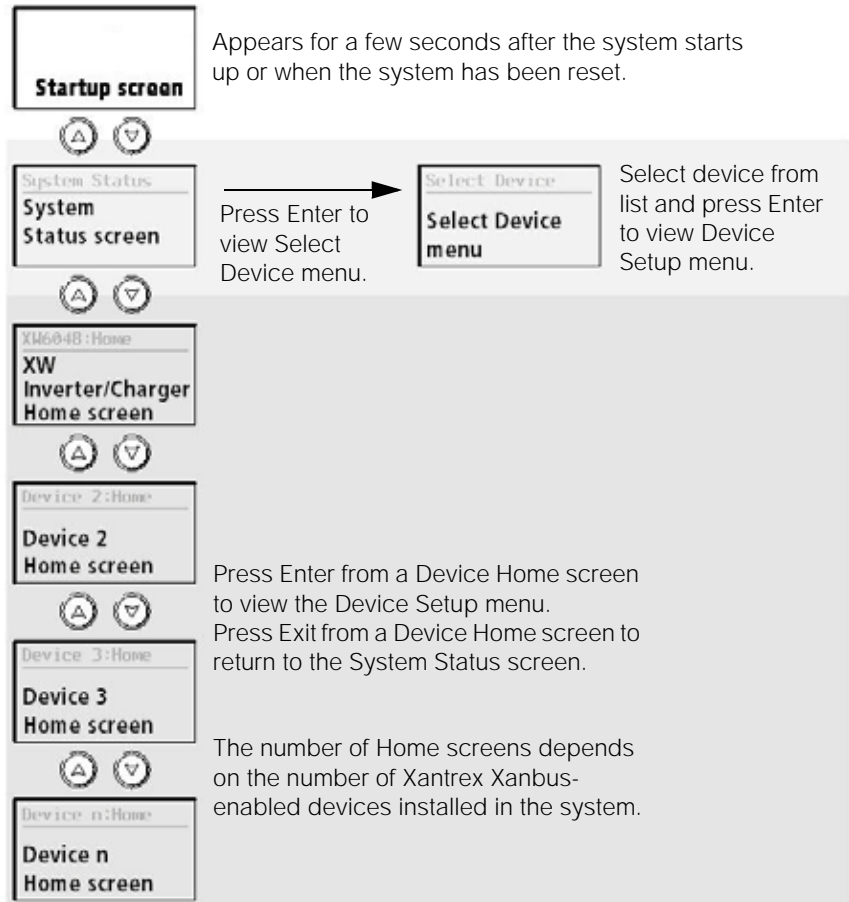 Startup screen
Appears for a few seconds after the system starts
up or when the system has been reset.
System Status
System
Status screen
Press Enter to
view Select
Device menu.
Select Device
Select Device
menu
Select device from
list and press Enter
to view Device
Setup menu.
XW6048:Home
XW
Inverter/Charger
Home screen
Device 2:Home
Device 2
Home screen
Press Enter from a Device Home screen
to view the Device Setup menu.
Press Exit from a Device Home screen to
return to the System Status screen.
Device 3:Home
Device 3
Home screen
The number of Home screens depends
on the number of Xantrex Xanbus-
enabled devices installed in the system.
Device n:Home
Device n
Home screen